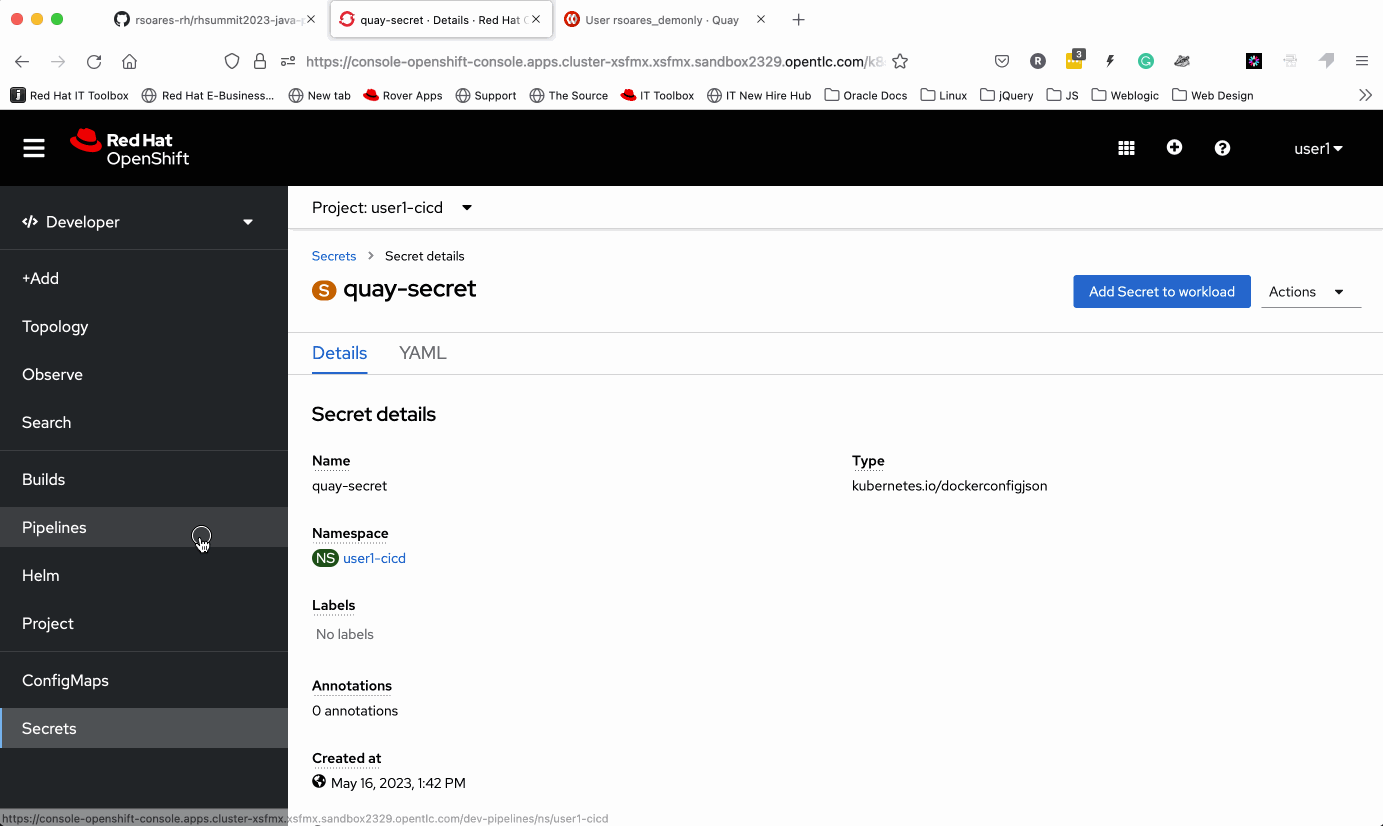 rsoares-rh/rhsummit2023-java-p
quay-secret · Details · Red Hat O
User rsoares_demonly · Quay
https://console-openshift-console.apps.cluster-xsfmx.xsfmx.sandbox2329.opentlc.com/k8
R
3
Red Hat IT Toolbox
Red Hat E-Business...
New tab
Rover Apps
Support
The Source
IT Toolbox
IT New Hire Hub
Oracle Docs
Linux
jQuery
JS
Weblogic
Web Design
Red Hat
OpenShift
user1
Developer
Project: user1-cicd
Secrets
Secret details
+Add
S quay-secret
Add Secret to workload
Actions
Topology
Details
YAML
Observe
Secret details
Search
Name
Type
Builds
quay-secret
kubernetes.io/dockerconfigjson
Pipelines
Namespace
NS user1-cicd
Helm
Labels
Project
No labels
ConfigMaps
Annotations
0 annotations
Secrets
Created at
May 16, 2023, 1:42 PM
https://console-openshift-console.apps.cluster-xsfmx.xsfmx.sandbox2329.opentlc.com/dev-pipelines/ns/user1-cicd